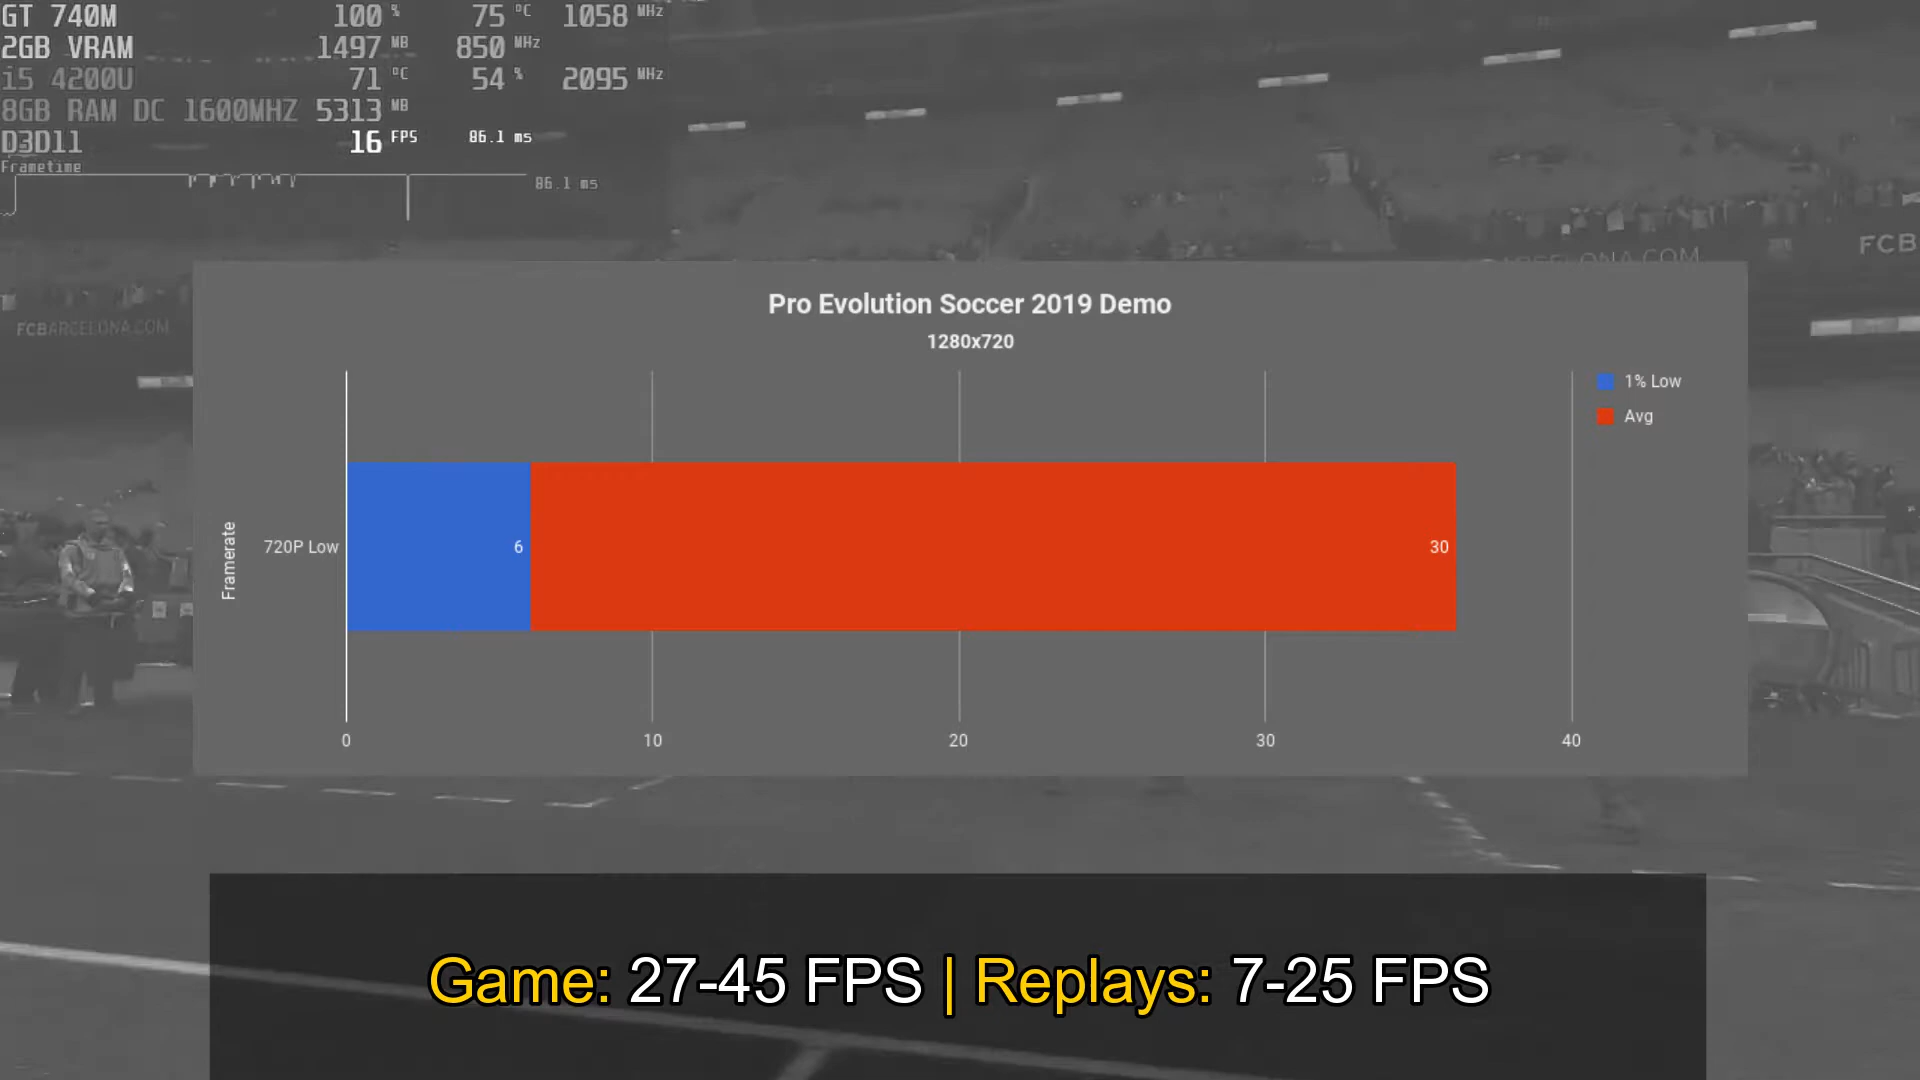 GT 740M 100 % 75 °C 1058 MHz
2GB VRAM 1497 MB 850 MHz
i5 4200U 71 °C 54 % 2095 MHz
8GB RAM DC 1600MHZ 5313 MB
D3D11 16 FPS 86.1 ms
Frametime
86.1 ms
FCB
BARCELONA.COM
FCBARCELONA.COM
Pro Evolution Soccer 2019 Demo
1280x720
1% Low
Avg
Framerate
720P Low 6 30
0 10 20 30 40
Game: 27-45 FPS | Replays: 7-25 FPS